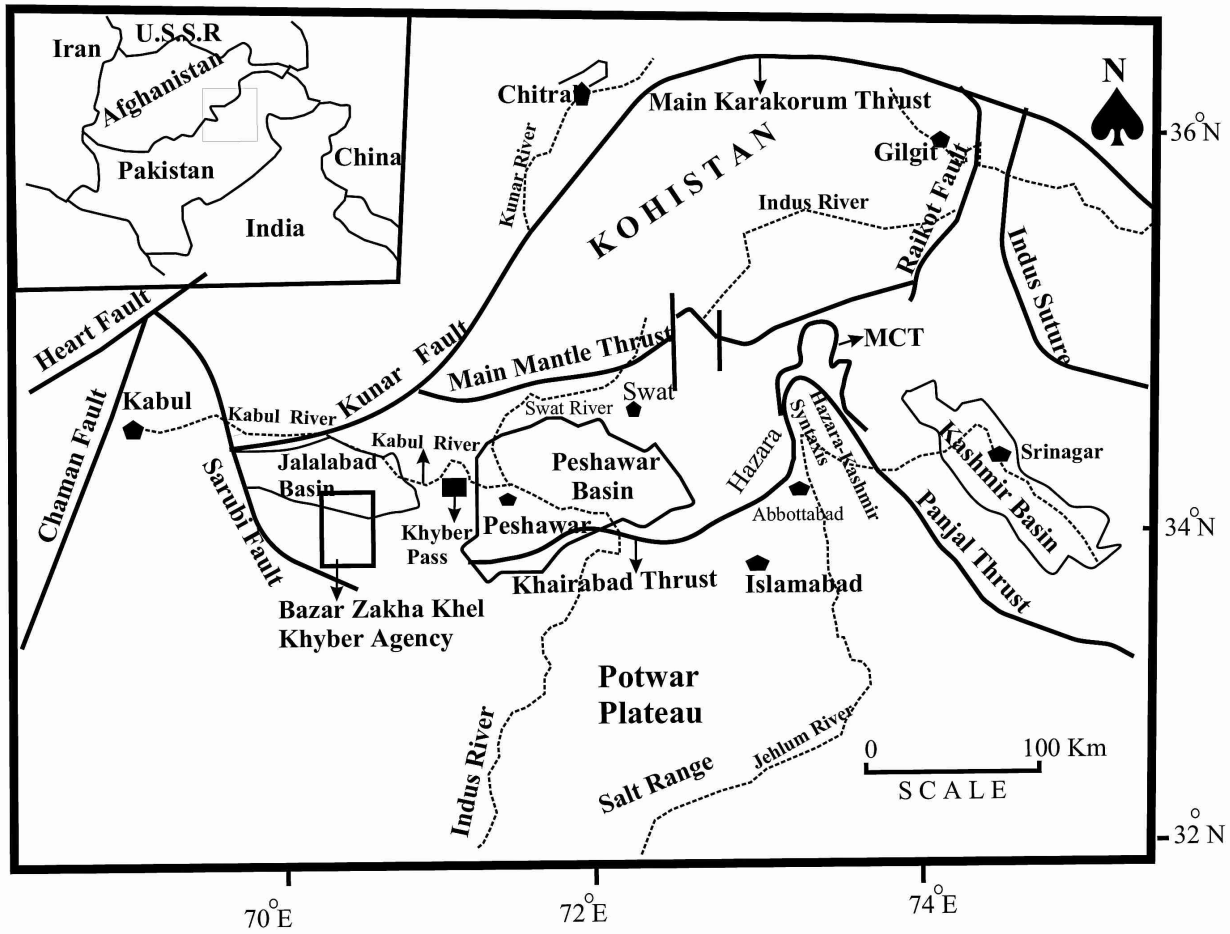 U.S.S.R
Iran
Afghanistan
Pakistan
China
India
N
36°N
34°N
32°N
70°E
72°E
74°E
Chitral
Main Karakorum Thrust
Gilgit
Kunar River
KOHISTAN
Indus River
Raikot Fault
Indus Suture
Heart Fault
Chaman Fault
Kabul
Kabul River
Kunar Fault
Main Mantle Thrust
MCT
Swat
Swat River
Kabul River
Jalalabad
Basin
Sarubi Fault
Khyber
Pass
Peshawar
Basin
Peshawar
Hazara
Hazara-Kashmir
Syntaxis
Abbottabad
Kashmir Basin
Srinagar
Panjal Thrust
Khairabad Thrust
Islamabad
Bazar Zakha Khel
Khyber Agency
Potwar
Plateau
Indus River
Salt Range
Jehlum River
0
100 Km
SCALE